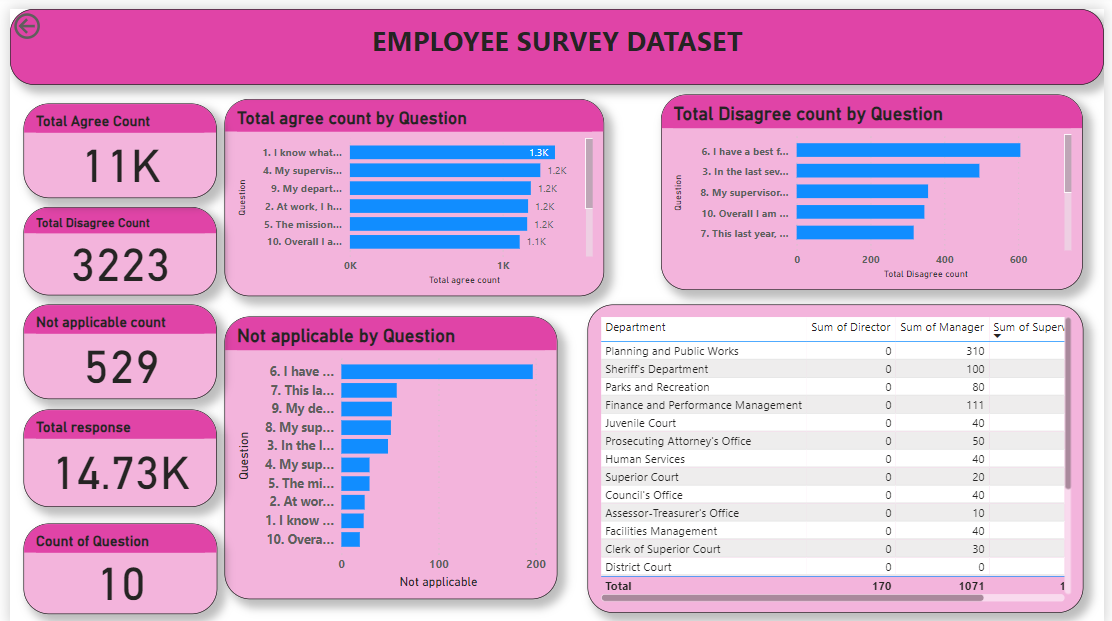 EMPLOYEE SURVEY DATASET
Total Agree Count
11K
Total Disagree Count
3223
Not applicable count
529
Total response
14.73K
Count of Question
10
Total agree count by Question
Question
1. I know what... 1.3K
4. My supervis... 1.2K
9. My depart... 1.2K
2. At work, I h... 1.2K
5. The mission... 1.2K
10. Overall I a... 1.1K
0K 1K
Total agree count
Total Disagree count by Question
Question
6. I have a best f...
3. In the last sev...
8. My supervisor...
10. Overall I am ...
7. This last year, ...
0 200 400 600
Total Disagree count
Not applicable by Question
Question
6. I have ...
7. This la...
9. My de...
8. My sup...
3. In the l...
4. My sup...
5. The mi...
2. At wor...
1. I know ...
10. Overa...
0 100 200
Not applicable
Department Sum of Director Sum of Manager Sum of Superv
Planning and Public Works 0 310
Sheriff's Department 0 100
Parks and Recreation 0 80
Finance and Performance Management 0 111
Juvenile Court 0 40
Prosecuting Attorney's Office 0 50
Human Services 0 40
Superior Court 0 20
Council's Office 0 40
Assessor-Treasurer's Office 0 10
Facilities Management 0 40
Clerk of Superior Court 0 30
District Court 0 0
Total 170 1071 1